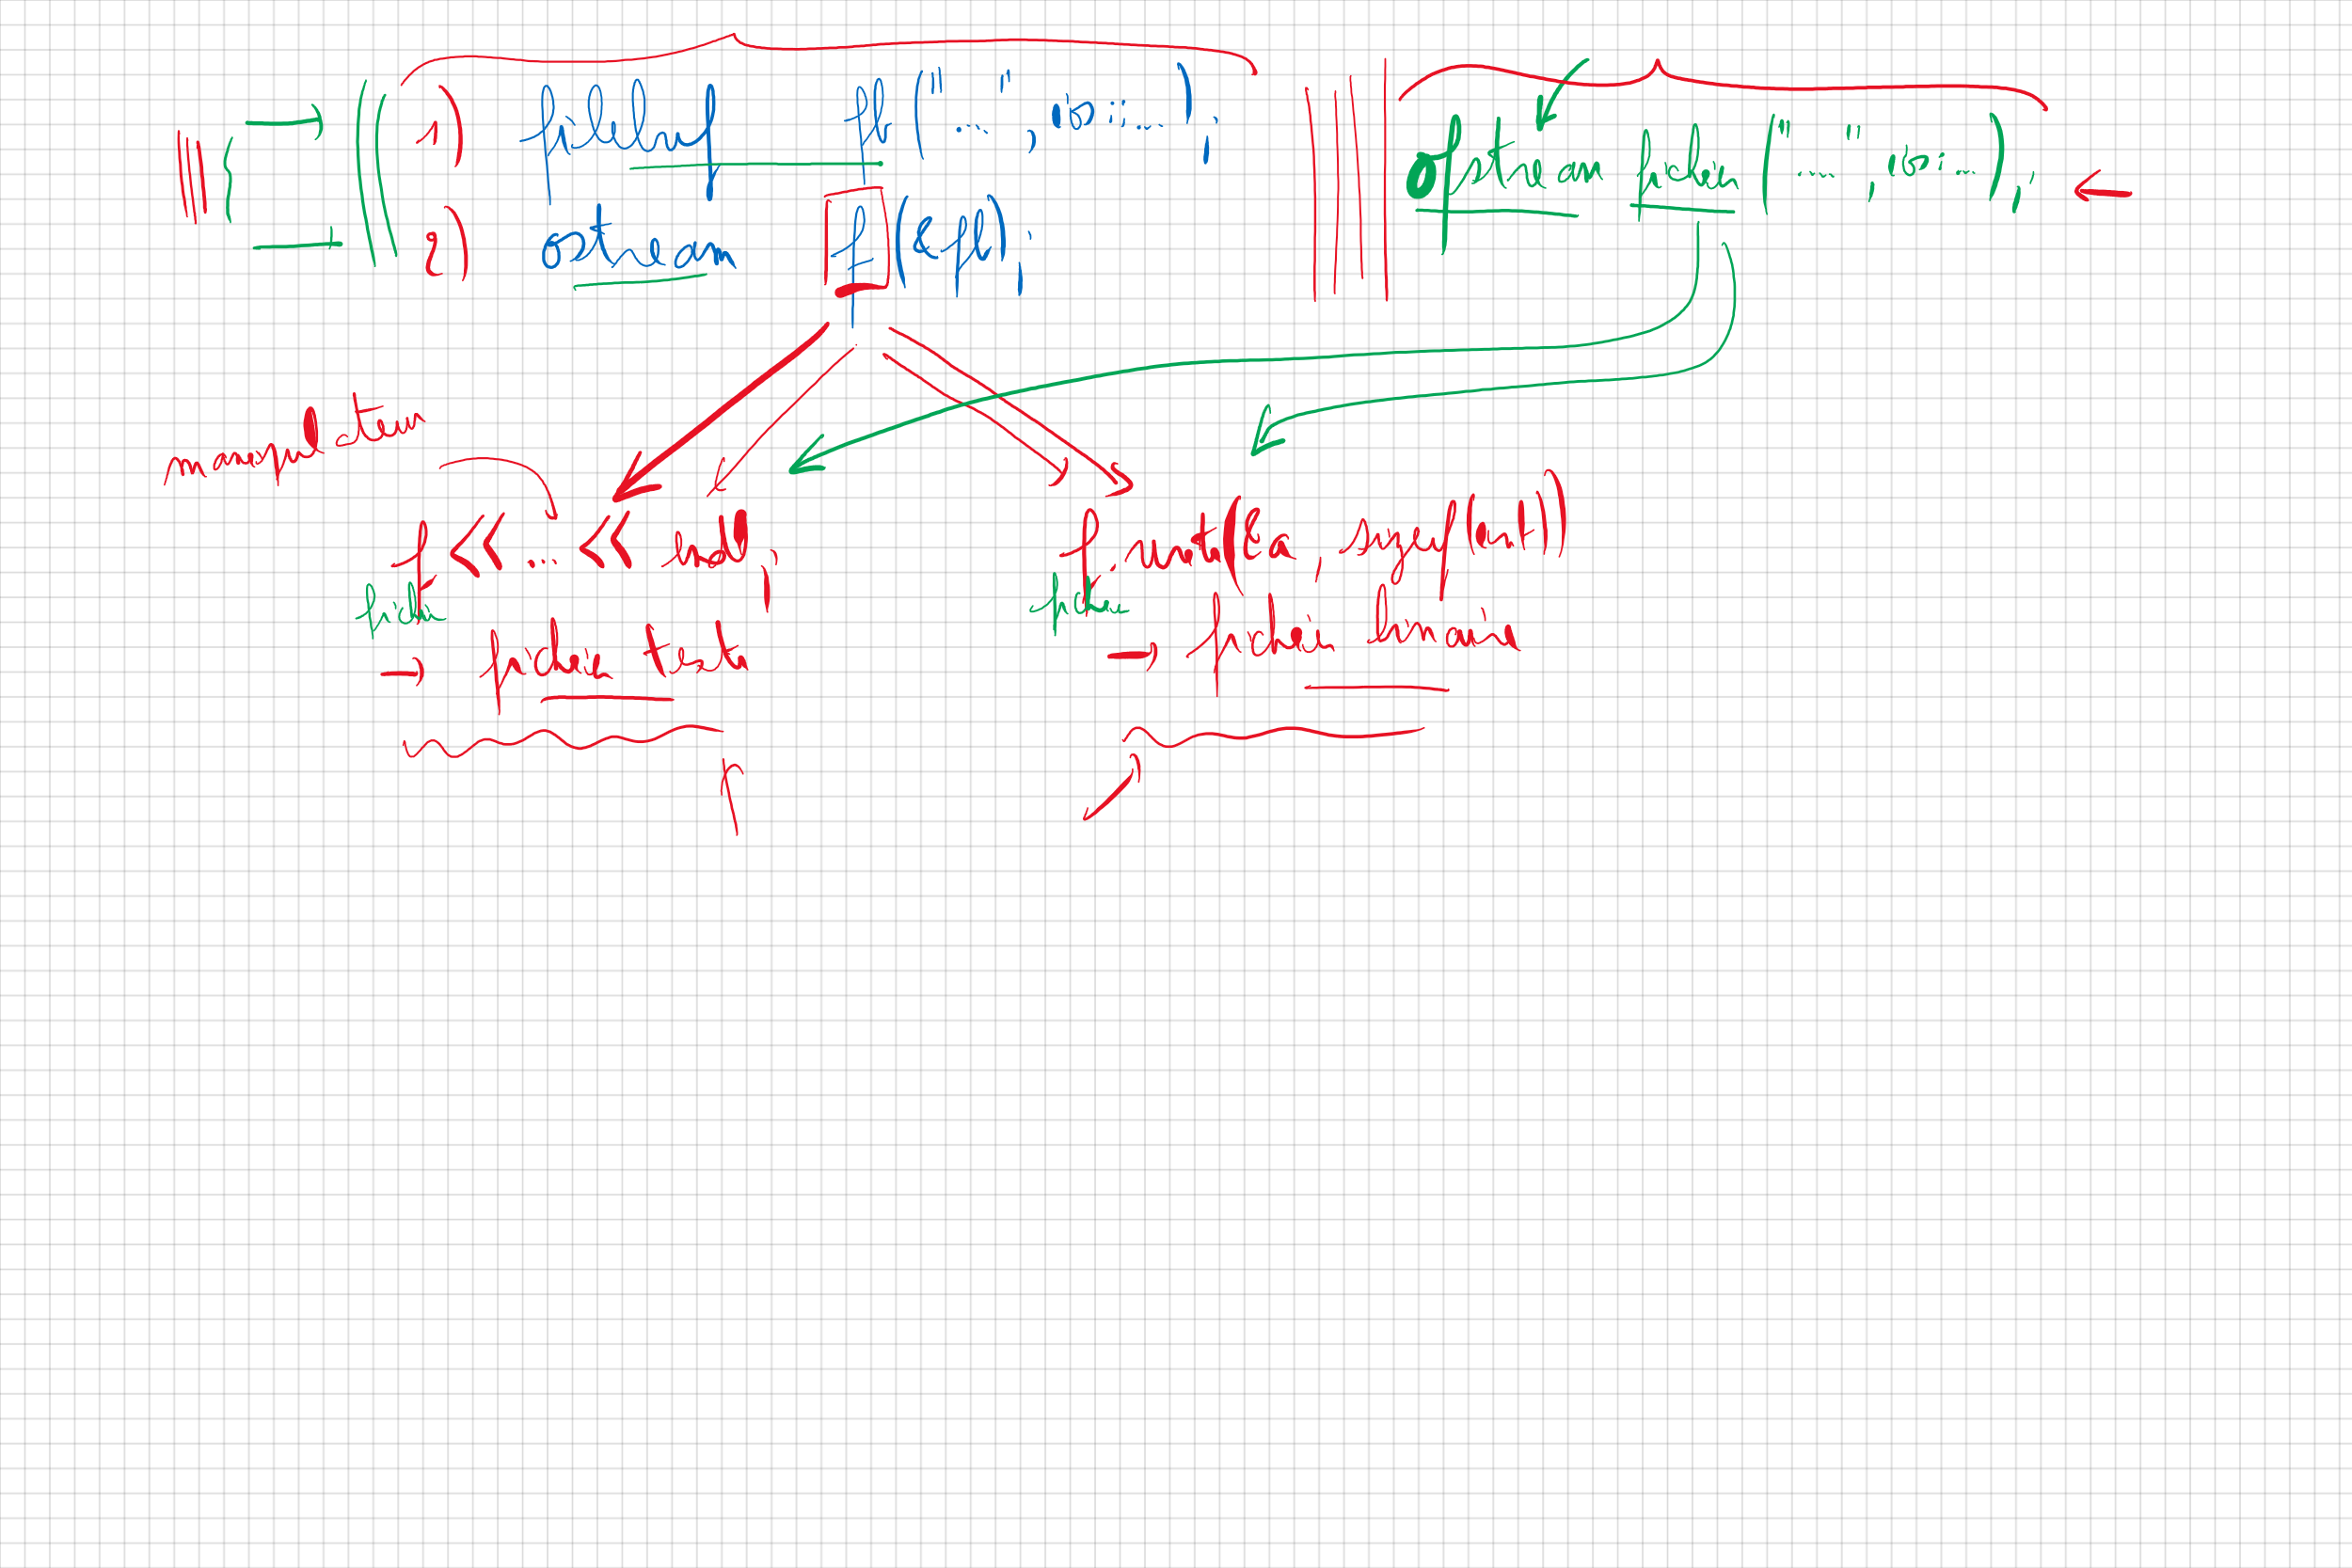 1) filebuf fb("...", ios::...);
2) ostream f(&fb);
ofstream fichier("....", ios::...);
manipulateur
f << ... << endl;
fichier
→ fichier texte
f.write(&a, sizeof(int))
fichier
→ fichier binaire